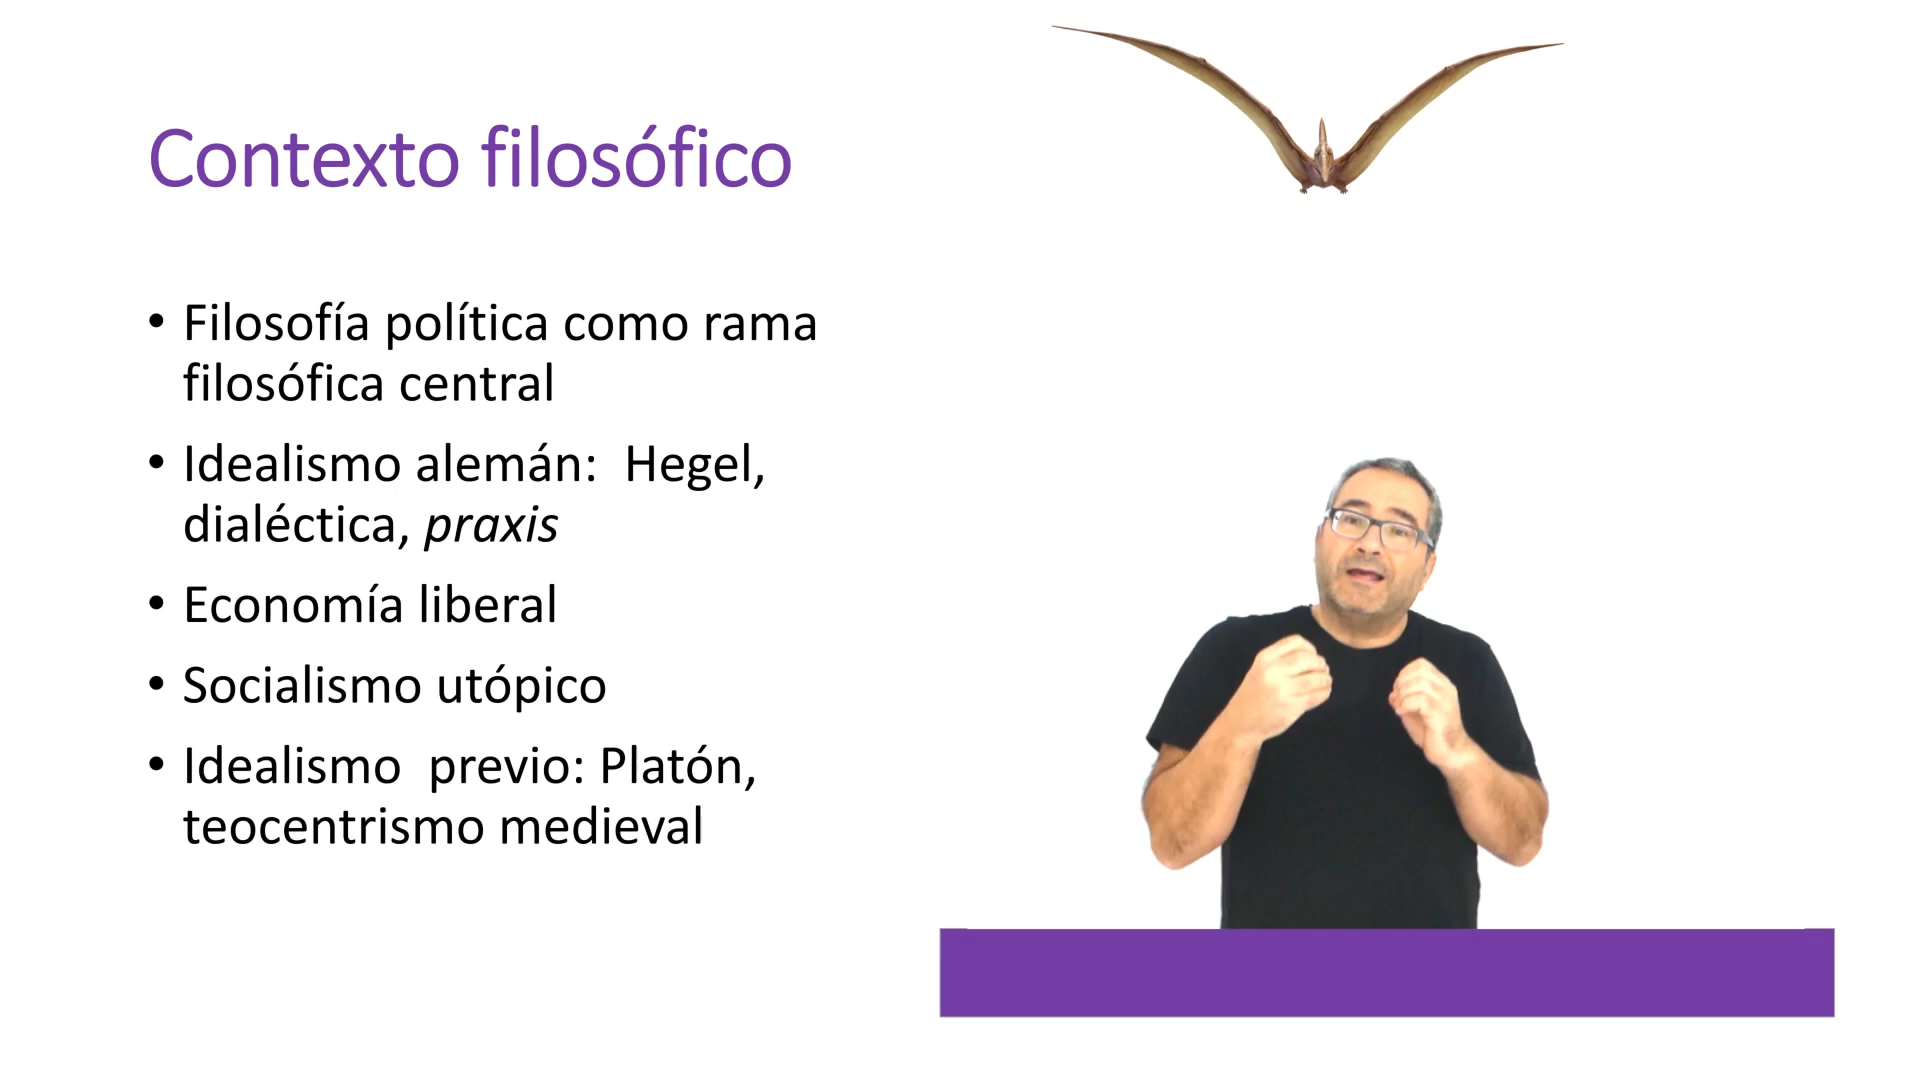 Contexto filosófico
• Filosofía política como rama
filosófica central
• Idealismo alemán:  Hegel,
dialéctica, praxis
• Economía liberal
• Socialismo utópico
• Idealismo  previo: Platón,
teocentrismo medieval